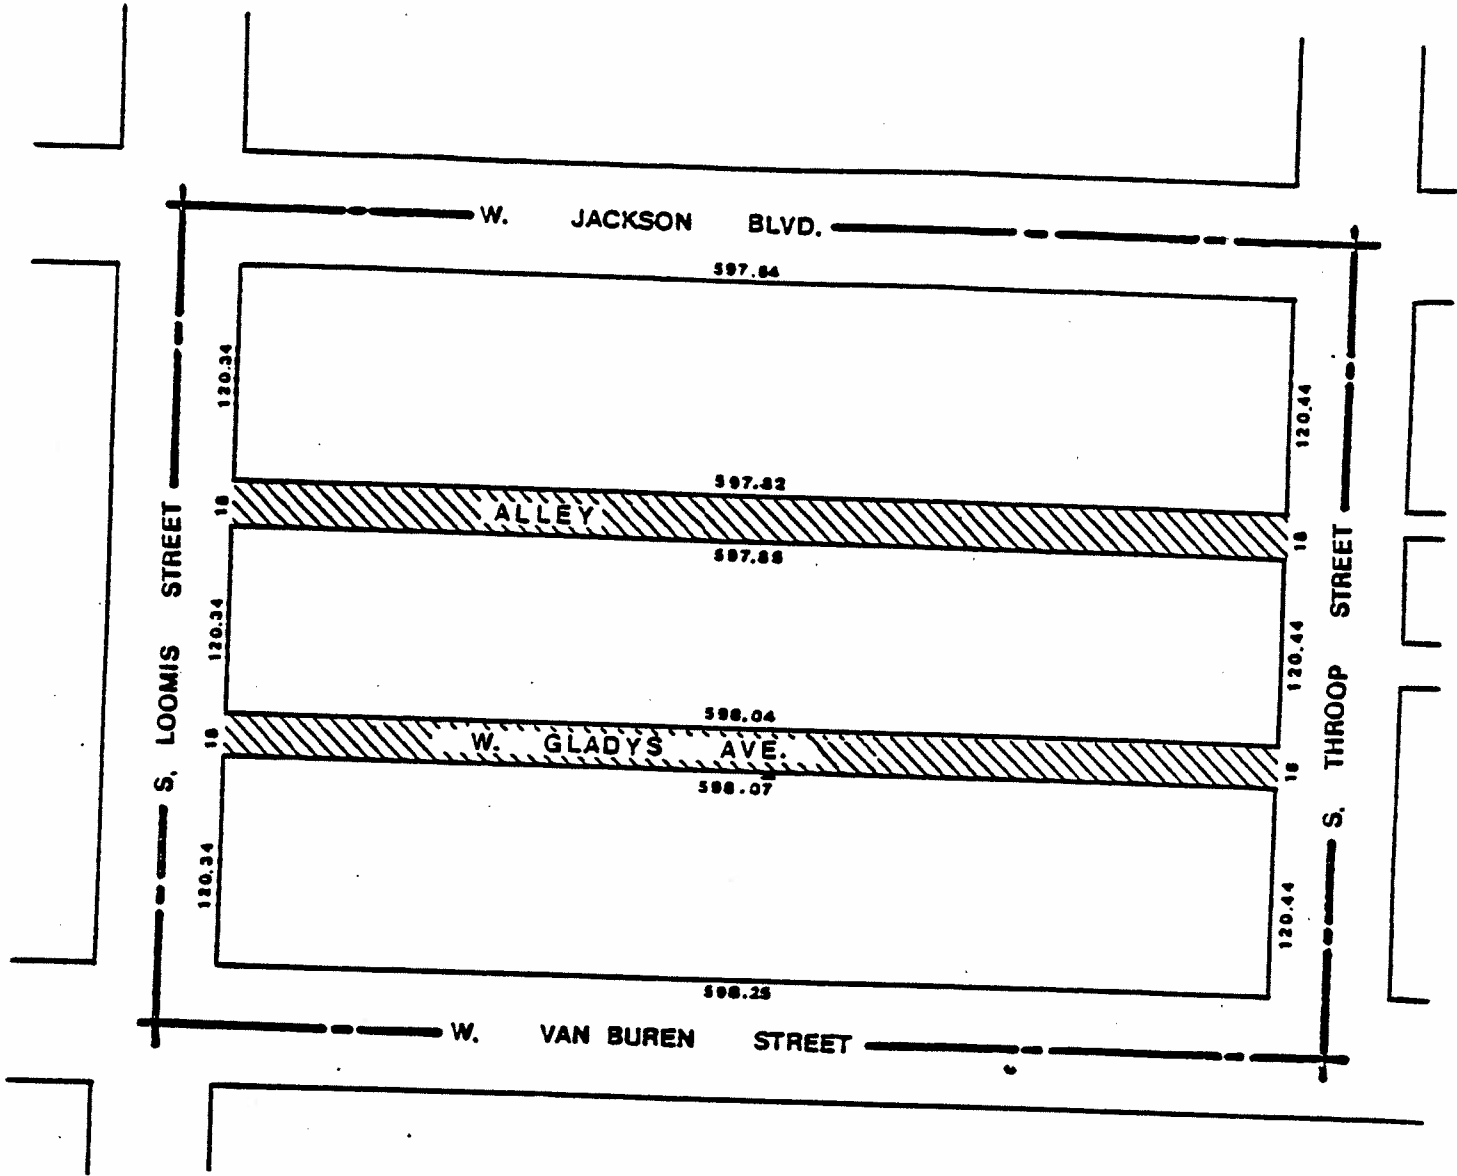 W. JACKSON BLVD.
597.64
120.34
120.44
597.82
ALLEY
18
18
597.85
120.34
120.44
598.04
W. GLADYS AVE.
18
18
598.07
120.34
120.44
598.25
W. VAN BUREN STREET
S. LOOMIS STREET
S. THROOP STREET